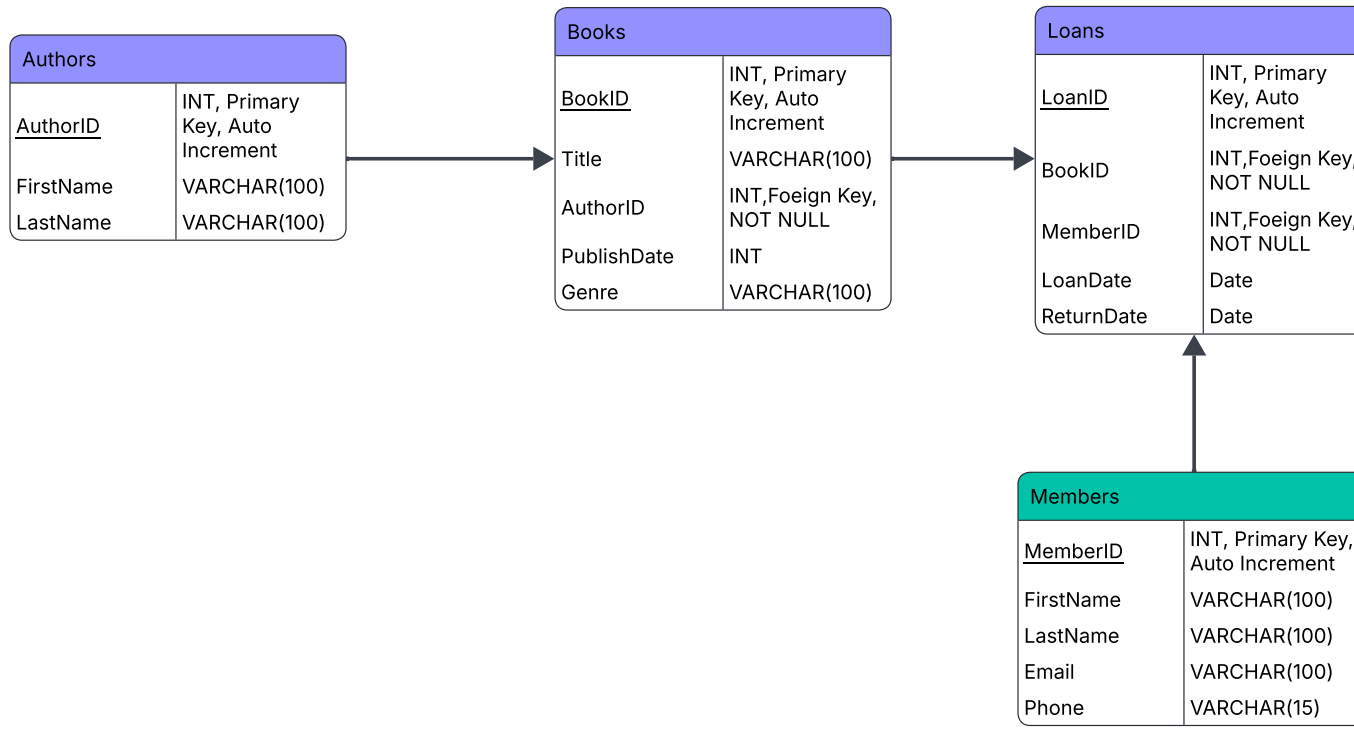 Authors
AuthorID
INT, Primary
Key, Auto
Increment
FirstName
VARCHAR(100)
LastName
VARCHAR(100)
Books
BookID
INT, Primary
Key, Auto
Increment
Title
VARCHAR(100)
AuthorID
INT,Foeign Key,
NOT NULL
PublishDate
INT
Genre
VARCHAR(100)
Loans
LoanID
INT, Primary
Key, Auto
Increment
BookID
INT,Foeign Key,
NOT NULL
MemberID
INT,Foeign Key,
NOT NULL
LoanDate
Date
ReturnDate
Date
Members
MemberID
INT, Primary Key,
Auto Increment
FirstName
VARCHAR(100)
LastName
VARCHAR(100)
Email
VARCHAR(100)
Phone
VARCHAR(15)